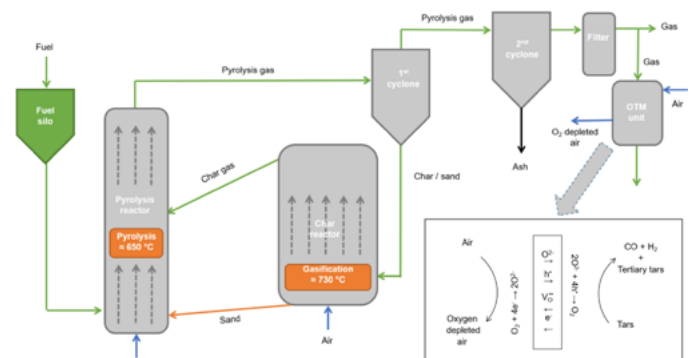 Fuel
Fuel
silo
Pyrolysis gas
Pyrolysis
reactor
Pyrolysis
≈ 650 °C
Char gas
Char
reactor
Gasification
≈ 730 °C
Sand
Air
1st
cyclone
Char / sand
Pyrolysis gas
2nd
cyclone
Ash
Filter
Gas
Gas
OTM
unit
Air
O2 depleted
air
Air
Oxygen
depleted
air
O2 + 4e- → 2O2-
O2-
→
h+
→
VO
←
e-
←
2O2- + 4h+ → O2
CO + H2
+
Tertiary tars
Tars